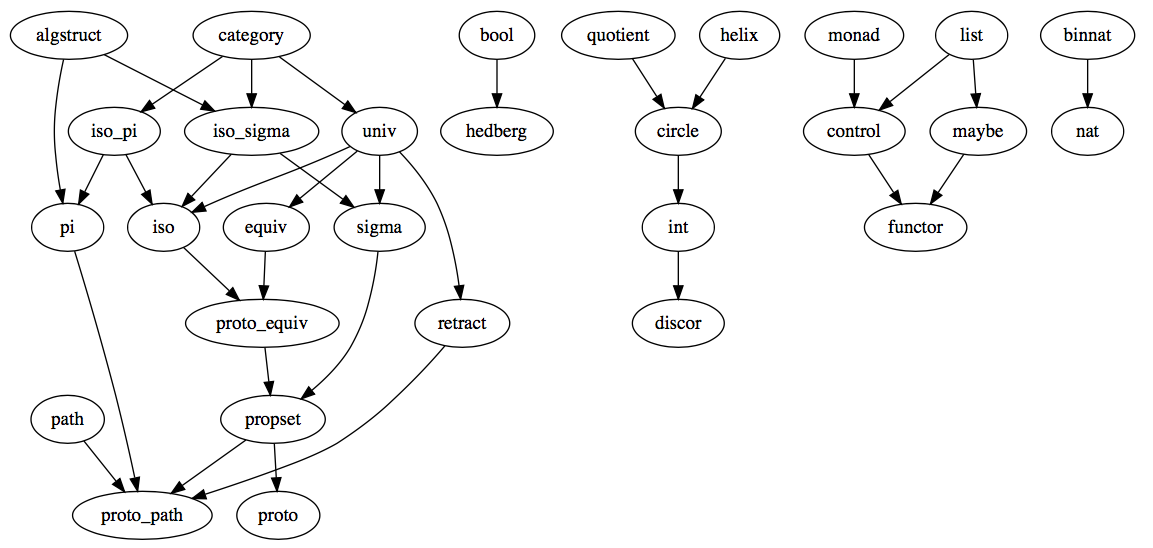 algstruct
category
bool
quotient
helix
monad
list
binnat
iso_pi
iso_sigma
univ
hedberg
circle
control
maybe
nat
pi
iso
equiv
sigma
int
functor
proto_equiv
retract
discor
path
propset
proto_path
proto